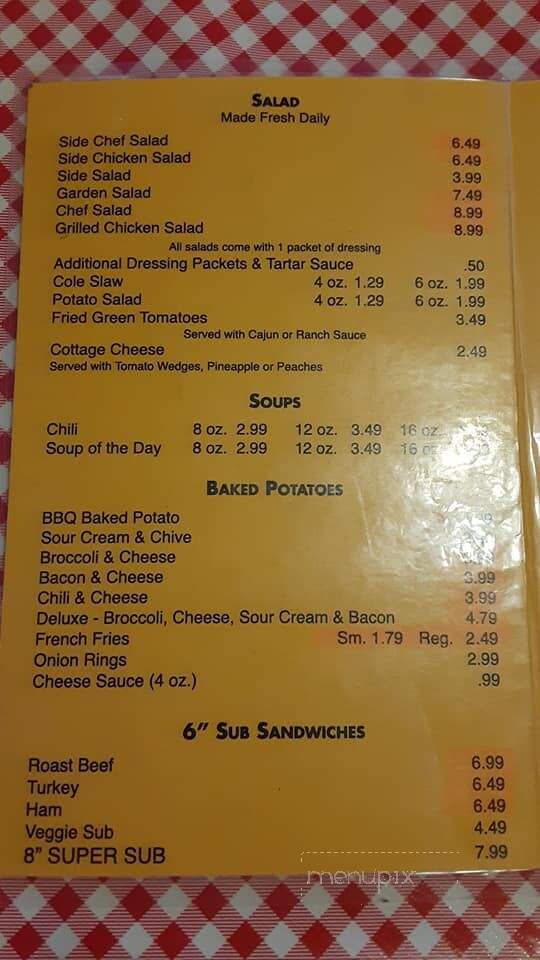 SALAD
Made Fresh Daily
Side Chef Salad 6.49
Side Chicken Salad 6.49
Side Salad 3.99
Garden Salad 7.49
Chef Salad 8.99
Grilled Chicken Salad 8.99
All salads come with 1 packet of dressing
Additional Dressing Packets & Tartar Sauce .50
Cole Slaw 4 oz. 1.29 6 oz. 1.99
Potato Salad 4 oz. 1.29 6 oz. 1.99
Fried Green Tomatoes 3.49
Served with Cajun or Ranch Sauce
Cottage Cheese 2.49
Served with Tomato Wedges, Pineapple or Peaches
SOUPS
Chili 8 oz. 2.99 12 oz. 3.49 16 oz.
Soup of the Day 8 oz. 2.99 12 oz. 3.49 16 oz.
BAKED POTATOES
BBQ Baked Potato
Sour Cream & Chive
Broccoli & Cheese
Bacon & Cheese 3.99
Chili & Cheese 3.99
Deluxe - Broccoli, Cheese, Sour Cream & Bacon 4.79
French Fries Sm. 1.79 Reg. 2.49
Onion Rings 2.99
Cheese Sauce (4 oz.) .99
6" SUB SANDWICHES
Roast Beef 6.99
Turkey 6.49
Ham 6.49
Veggie Sub 4.49
8" SUPER SUB 7.99
menupix